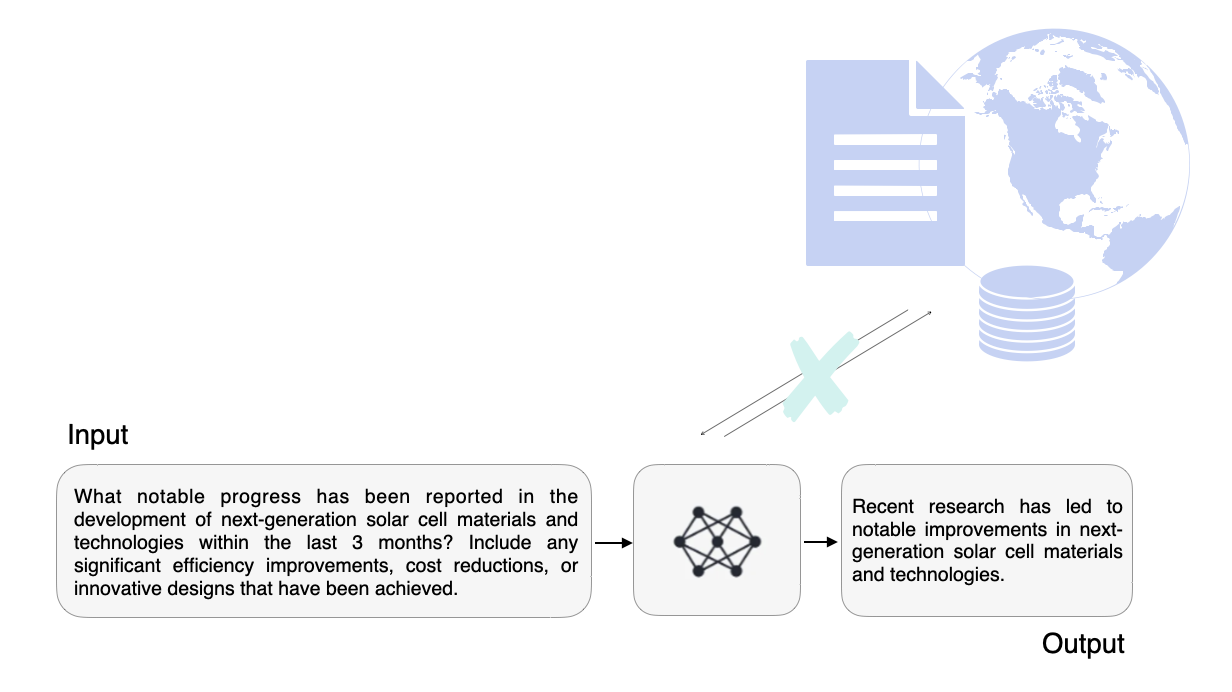 Input
What notable progress has been reported in the
development of next-generation solar cell materials and
technologies within the last 3 months? Include any
significant efficiency improvements, cost reductions, or
innovative designs that have been achieved.
Recent research has led to
notable improvements in next-
generation solar cell materials
and technologies.
Output